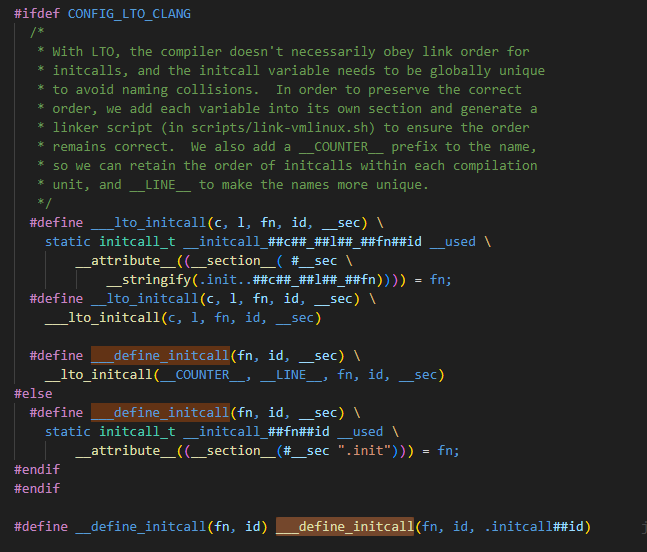 #ifdef CONFIG_LTO_CLANG
/*
* With LTO, the compiler doesn't necessarily obey link order for
* initcalls, and the initcall variable needs to be globally unique
* to avoid naming collisions.  In order to preserve the correct
* order, we add each variable into its own section and generate a
* linker script (in scripts/link-vmlinux.sh) to ensure the order
* remains correct.  We also add a __COUNTER__ prefix to the name,
* so we can retain the order of initcalls within each compilation
* unit, and __LINE__ to make the names more unique.
*/
#define ___lto_initcall(c, l, fn, id, __sec) \
static initcall_t __initcall_##c##_##l##_##fn##id __used \
__attribute__((__section__( #__sec \
__stringify(.init..##c##_##l##_##fn)))) = fn;
#define __lto_initcall(c, l, fn, id, __sec) \
___lto_initcall(c, l, fn, id, __sec)
#define ___define_initcall(fn, id, __sec) \
__lto_initcall(__COUNTER__, __LINE__, fn, id, __sec)
#else
#define ___define_initcall(fn, id, __sec) \
static initcall_t __initcall_##fn##id __used \
__attribute__((__section__(#__sec ".init"))) = fn;
#endif
#endif
#define __define_initcall(fn, id) ___define_initcall(fn, id, .initcall##id)